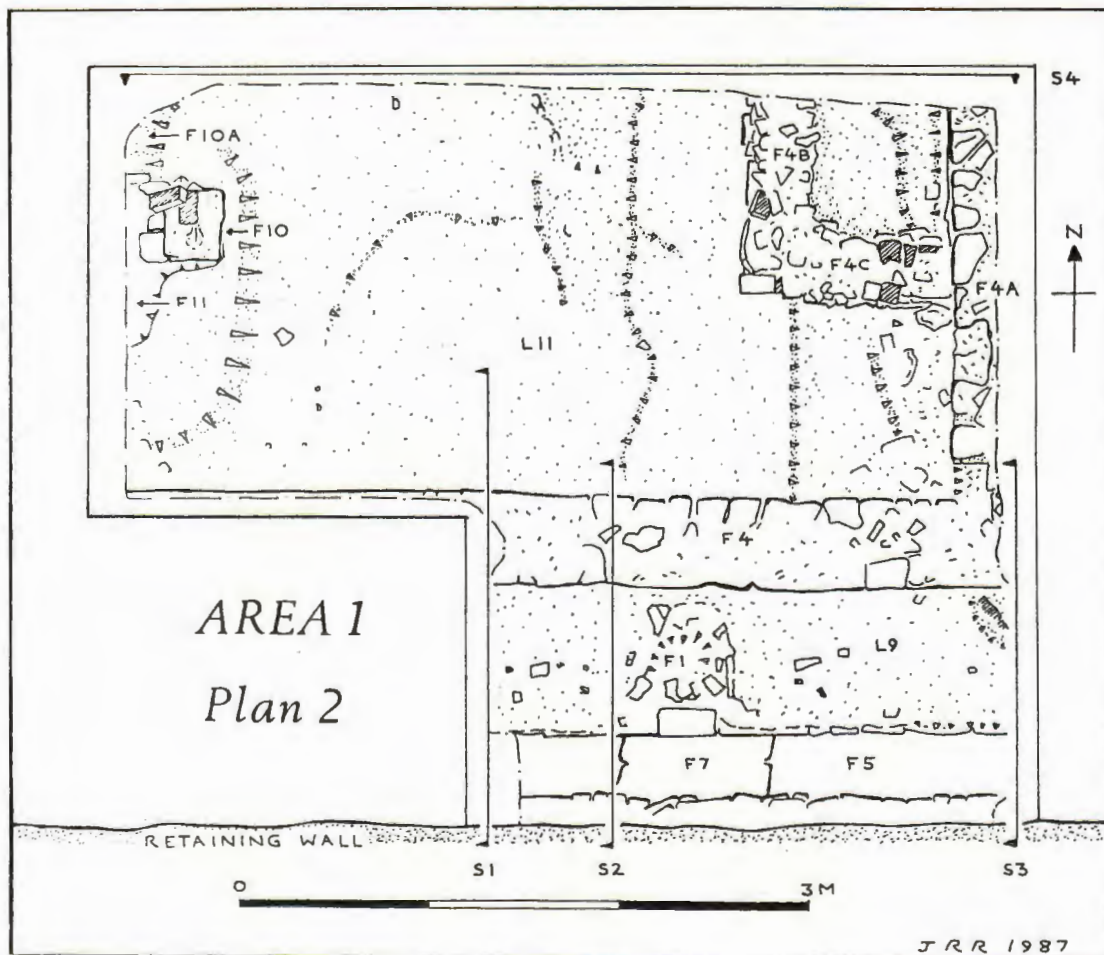 S4
b
F10A
F4B
F10
F4C
F4A
N
F11
L11
F4
AREA 1
Plan 2
F1
L9
F7
F5
RETAINING WALL
S1
S2
S3
0
3M
JRR 1987